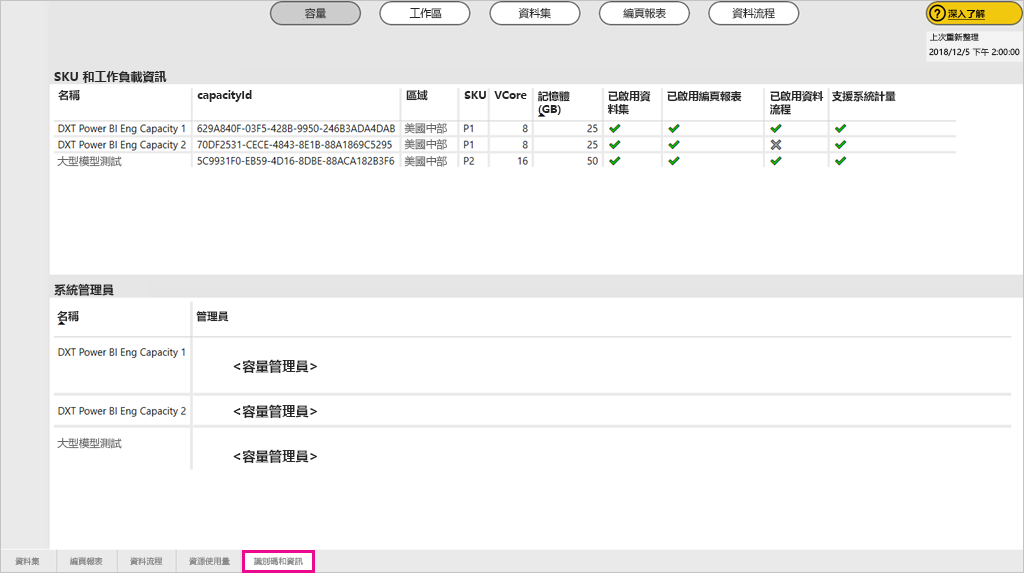 容量 工作區 資料集 編頁報表 資料流程 深入了解
上次重新整理
2018/12/5 下午 2:00:00
SKU 和工作負載資訊
名稱 capacityId 區域 SKU VCore 記憶體 (GB) 已啟用資料集 已啟用編頁報表 已啟用資料流程 支援系統計量
DXT Power BI Eng Capacity 1 629A840F-03F5-428B-9950-246B3ADA4DAB 美國中部 P1 8 25
DXT Power BI Eng Capacity 2 70DF2531-CECE-4843-8E1B-88A1869C5295 美國中部 P1 8 25
大型模型測試 5C9931F0-EB59-4D16-8DBE-88ACA182B3F6 美國中部 P2 16 50
系統管理員
名稱 管理員
DXT Power BI Eng Capacity 1 <容量管理員>
DXT Power BI Eng Capacity 2 <容量管理員>
大型模型測試 <容量管理員>
資料集 編頁報表 資料流程 資源使用量 識別碼和資訊